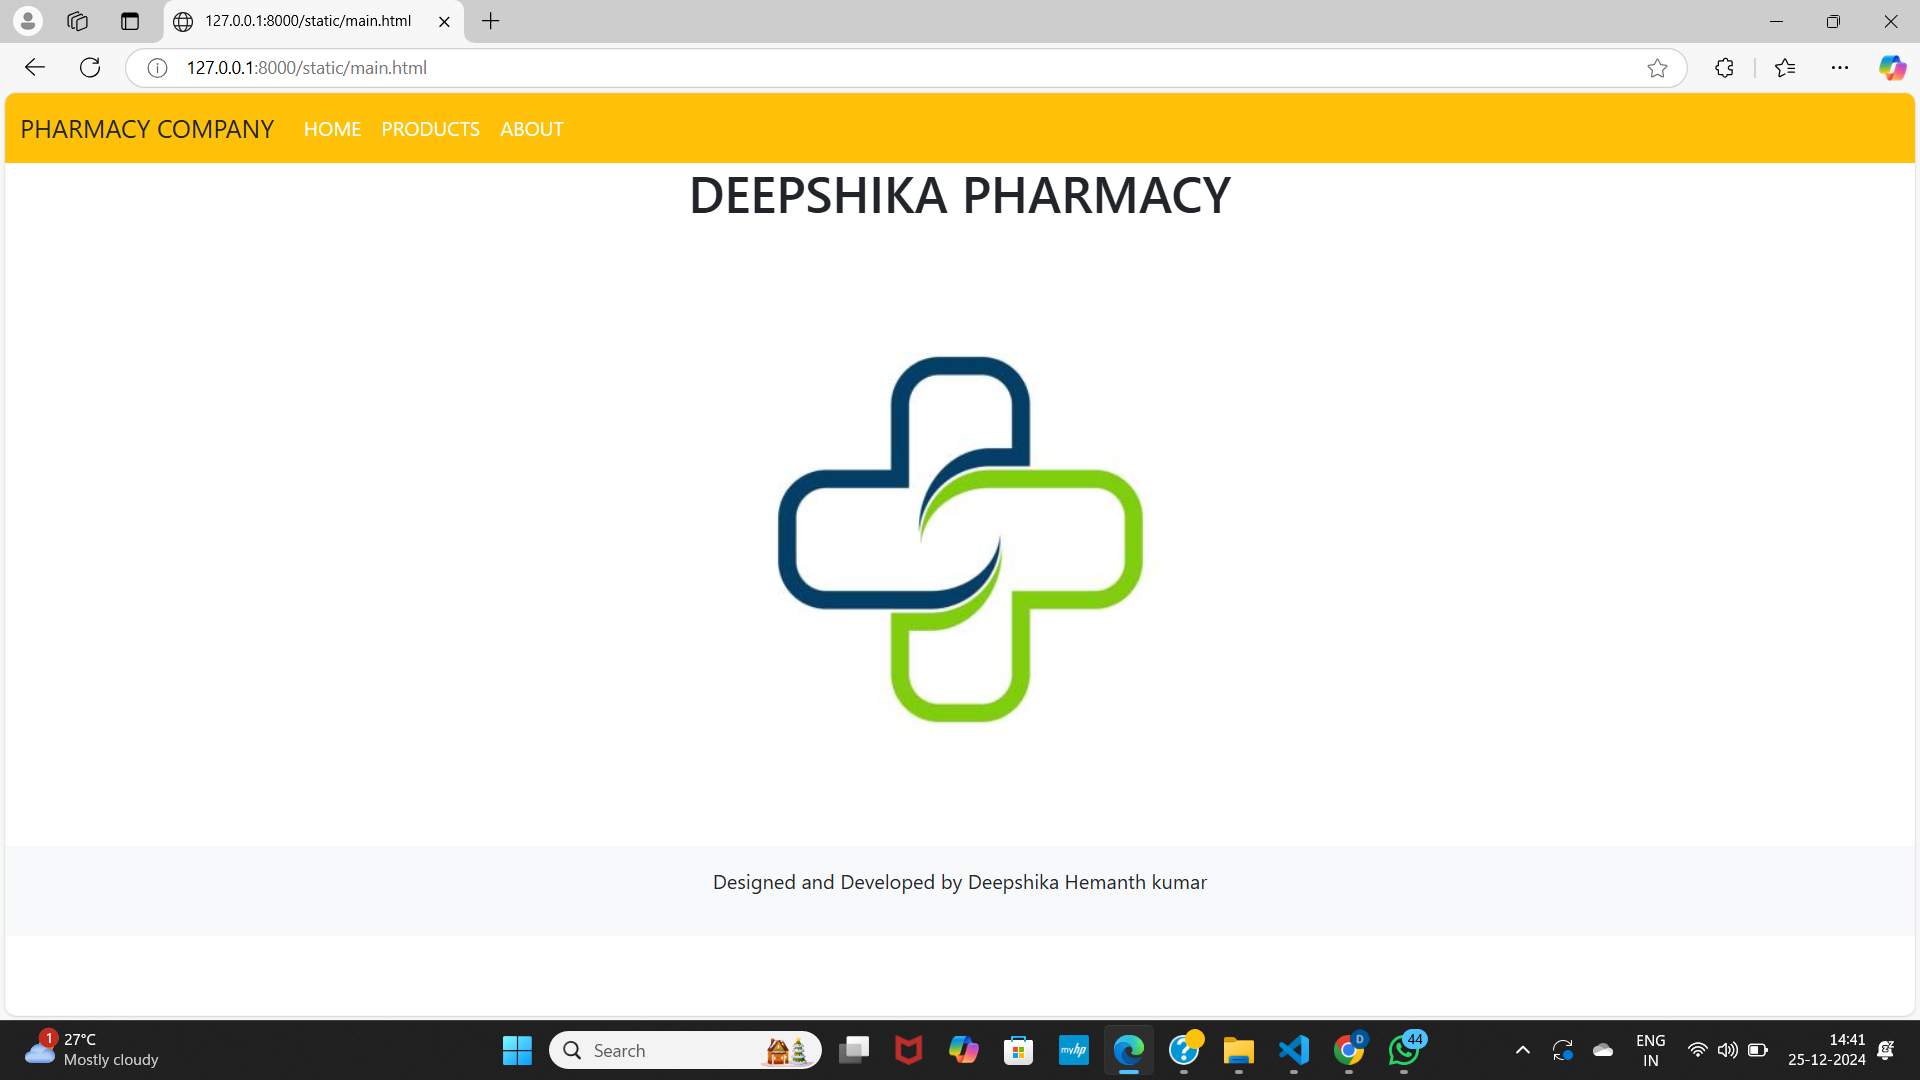 127.0.0.1:8000/static/main.html
127.0.0.1:8000/static/main.html
PHARMACY COMPANY HOME PRODUCTS ABOUT
DEEPSHIKA PHARMACY
Designed and Developed by Deepshika Hemanth kumar
1
27°C
Mostly cloudy
Search
myhp
D
44
ENG
IN
14:41
25-12-2024